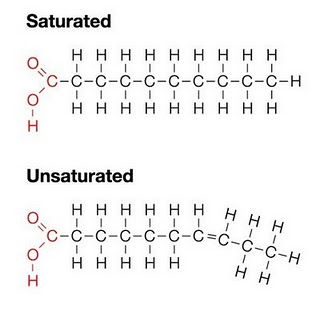 Saturated
H H H H H H H H H
O
C-C-C-C-C-C-C-C-C-C-H
O
H H H H H H H H H
H
Unsaturated
H H H H H H H H H
O
C-C-C-C-C-C-C=C-C-C-H
O
H H H H H H H
H